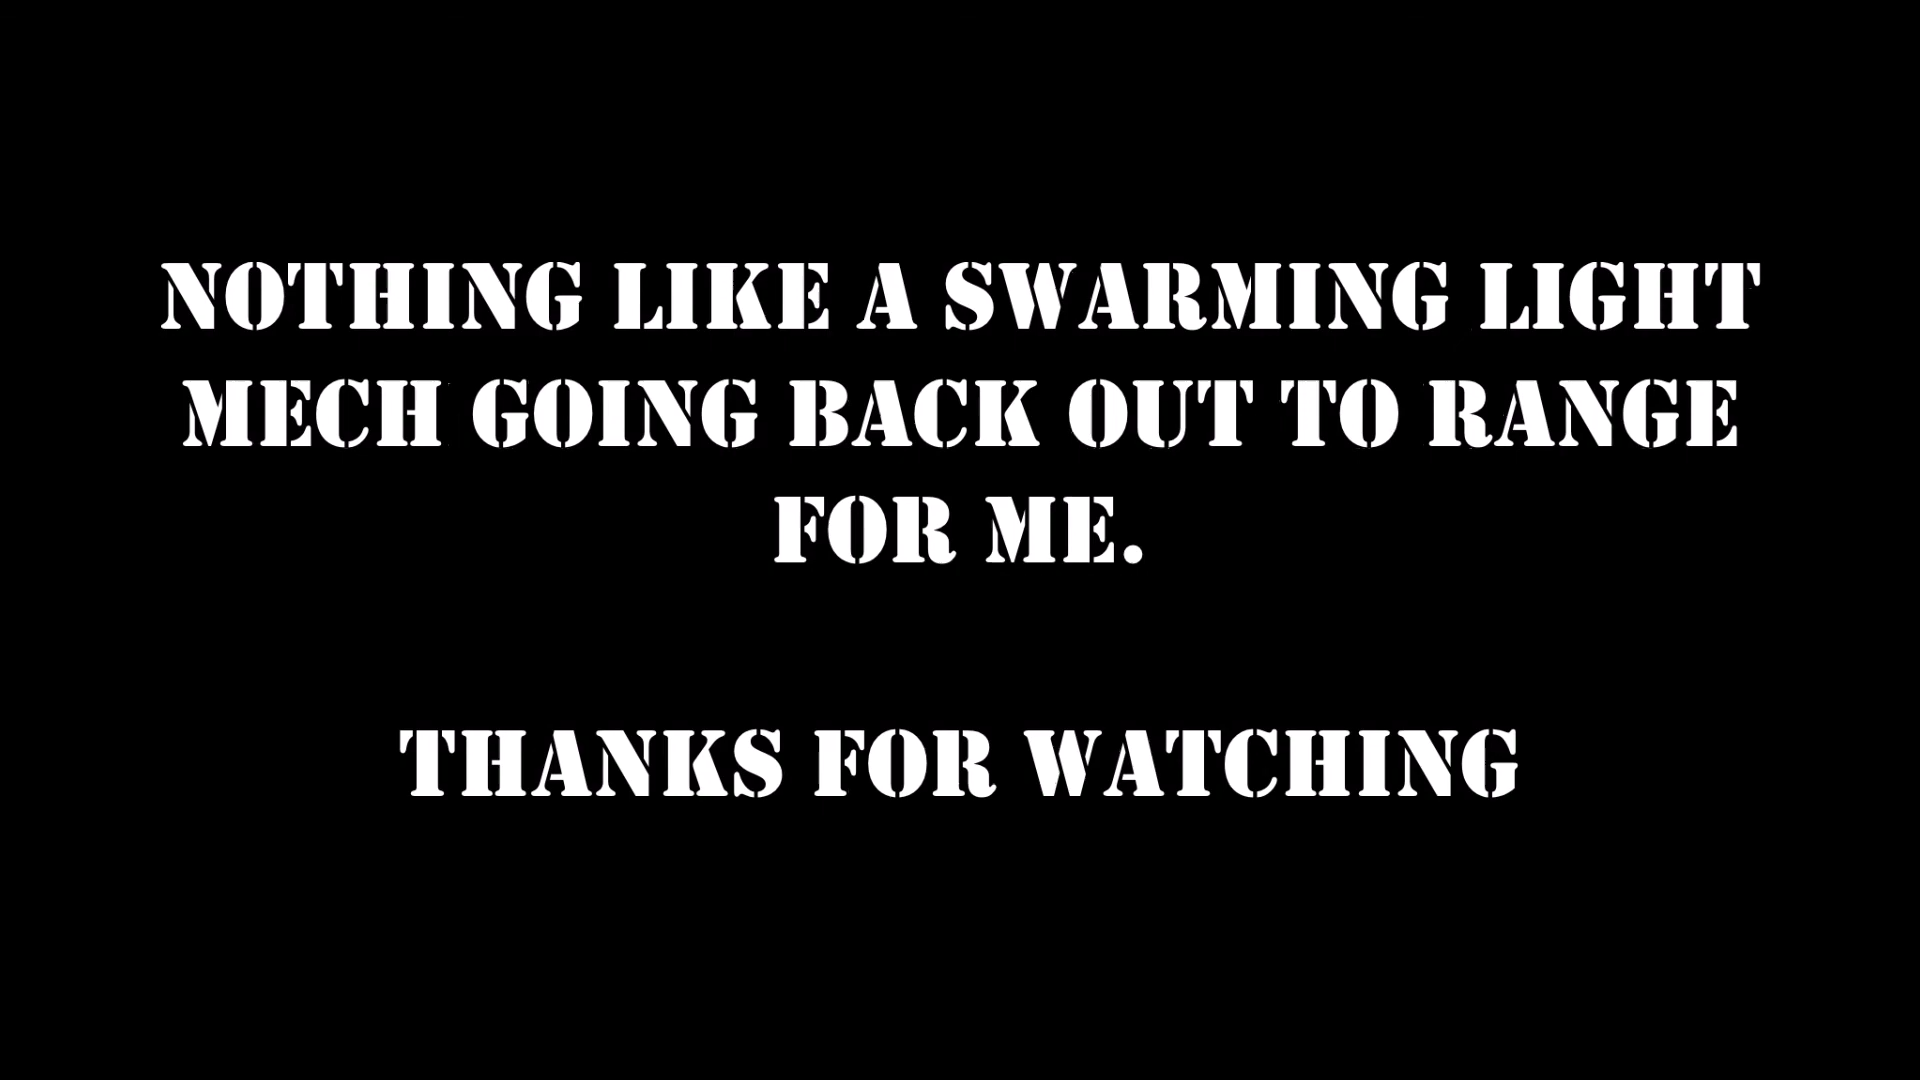 NOTHING LIKE A SWARMING LIGHT
MECH GOING BACK OUT TO RANGE
FOR ME.
THANKS FOR WATCHING